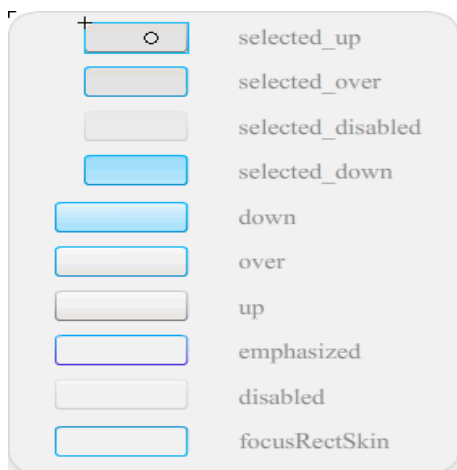 selected_up
selected_over
selected_disabled
selected_down
down
over
up
emphasized
disabled
focusRectSkin